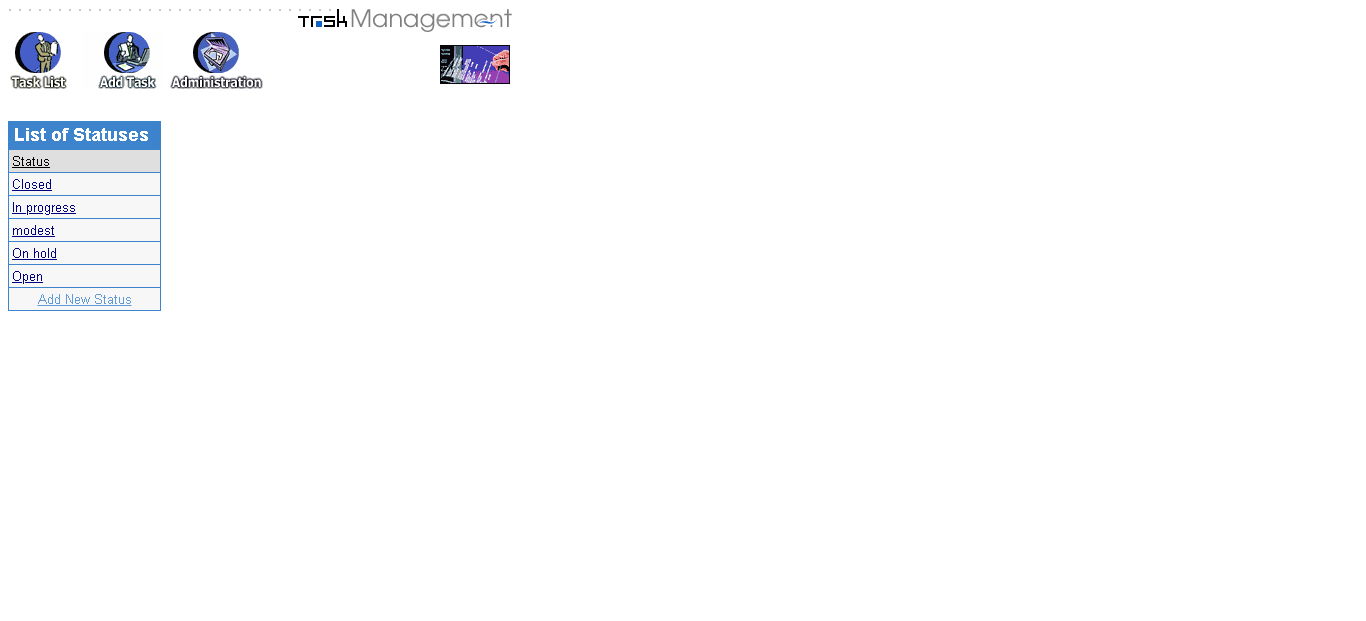 Task Management
Task List
Add Task
Administration
List of Statuses
Status
Closed
In progress
modest
On hold
Open
Add New Status